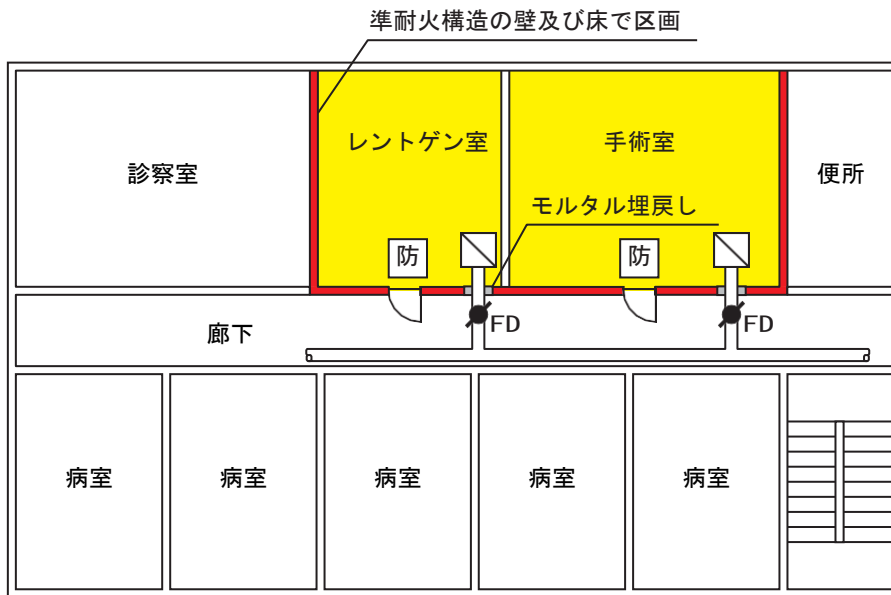 準耐火構造の壁及び床で区画
レントゲン室
手術室
診察室
便所
モルタル埋戻し
防
防
FD
FD
廊下
病室
病室
病室
病室
病室